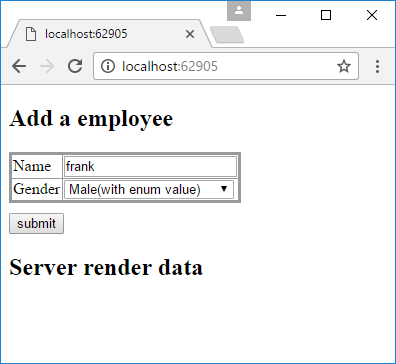 localhost:62905
localhost:62905
Add a employee
Name frank
Gender Male(with enum value)
submit
Server render data